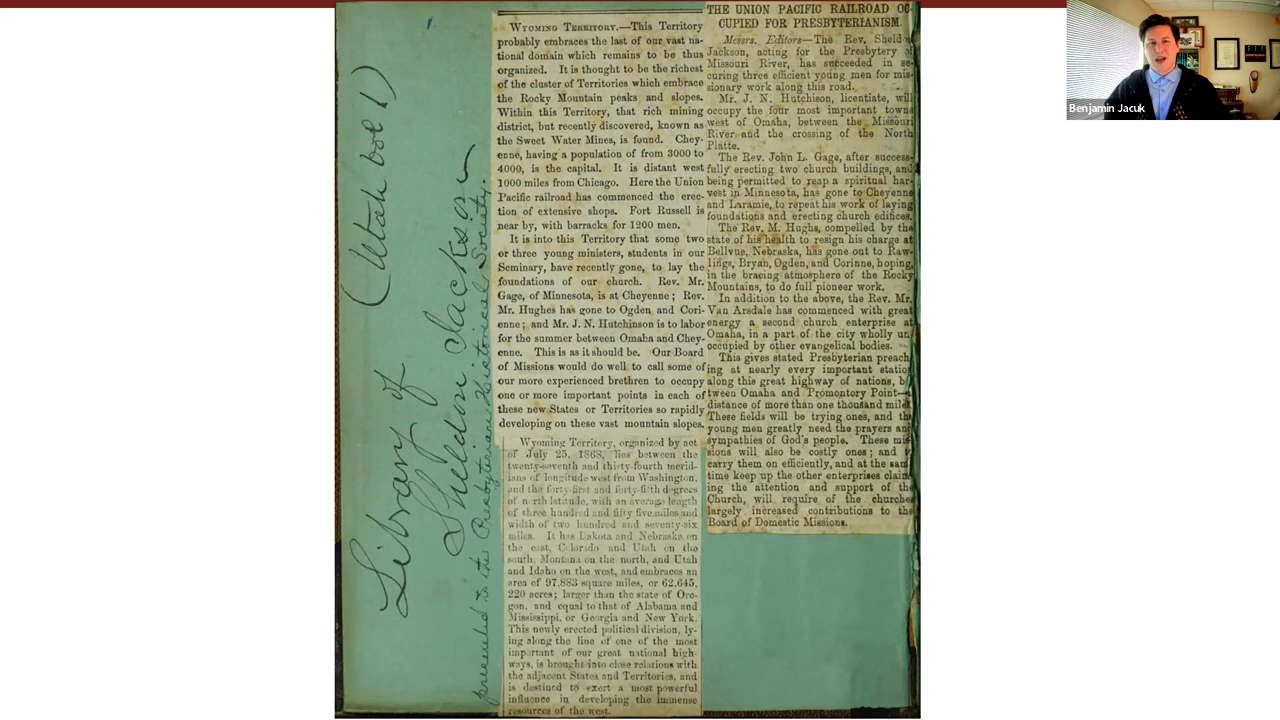 1.
Library of
Sheldon Jackson
(Utah box 1)
presented to the Presbyterian Historical Society.
WYOMING TERRITORY.—This Territory
probably embraces the last of our vast na-
tional domain which remains to be thus
organized. It is thought to be the richest
of the cluster of Territories which embrace
the Rocky Mountain peaks and slopes.
Within this Territory, that rich mining
district, but recently discovered, known as
the Sweet Water Mines, is found. Chey-
enne, having a population of from 3000 to
4000, is the capital. It is distant west
1000 miles from Chicago. Here the Union
Pacific railroad has commenced the erec-
tion of extensive shops. Fort Russell is
near by, with barracks for 1200 men.
It is into this Territory that some two
or three young ministers, students in our
Seminary, have recently gone, to lay the
foundations of our church. Rev. Mr.
Gage, of Minnesota, is at Cheyenne; Rev.
Mr. Hughes has gone to Ogden and Cori-
enne; and Mr. J. N. Hutchinson is to labor
for the summer between Omaha and Chey-
enne. This is as it should be. Our Board
of Missions would do well to call some of
our more experienced brethren to occupy
one or more important points in each of
these new States or Territories so rapidly
developing on these vast mountain slopes.
Wyoming Territory, organized by act
of July 25, 1868, lies between the
twenty-seventh and thirty-fourth merid-
ians of longitude west from Washington,
and the forty-first and forty-fifth degrees
of north latitude, with an average length
of three hundred and fifty five miles and
width of two hundred and seventy-six
miles. It has Dakota and Nebraska on
the east, Colorado and Utah on the
south, Montana on the north, and Utah
and Idaho on the west, and embraces an
area of 97.883 square miles, or 62.645,
220 acres; larger than the state of Ore-
gon, and equal to that of Alabama and
Mississippi, or Georgia and New York.
This newly erected political division, ly-
ing along the line of one of the most
important of our great national high-
ways, is brought into close relations with
the adjacent States and Territories, and
is destined to exert a most powerful
influence in developing the immense
resources of the west.
THE UNION PACIFIC RAILROAD OC
CUPIED FOR PRESBYTERIANISM.
Messrs. Editors—The Rev. Sheld
Jackson, acting for the Presbytery of
Missouri River, has succeeded in se-
curing three efficient young men for mis-
sionary work along this road.
Mr. J. N. Hutchison, licentiate, will
occupy the four most important towns
west of Omaha, between the Missouri
River and the crossing of the North
Platte.
The Rev. John L. Gage, after success-
fully erecting two church buildings, and
being permitted to reap a spiritual har-
vest in Minnesota, has gone to Cheyenne
and Laramie, to repeat his work of laying
foundations and erecting church edifices.
The Rev. M. Hughs, compelled by the
state of his health to resign his charge at
Bellvue, Nebraska, has gone out to Raw-
lings, Bryan, Ogden, and Corinne, hoping,
in the bracing atmosphere of the Rocky
Mountains, to do full pioneer work.
In addition to the above, the Rev. Mr.
Van Arsdale has commenced with great
energy a second church enterprise at
Omaha, in a part of the city wholly un
occupied by other evangelical bodies.
This gives stated Presbyterian preach
ing at nearly every important statio
along this great highway of nations, b
tween Omaha and Promontory Point—
distance of more than one thousand miles
These fields will be trying ones, and the
young men greatly need the prayers and
sympathies of God's people. These mis
sions will also be costly ones; and t
carry them on efficiently, and at the sam
time keep up the other enterprises claim
ing the attention and support of the
Church, will require of the churches
largely increased contributions to the
Board of Domestic Missions.
Benjamin Jacuk